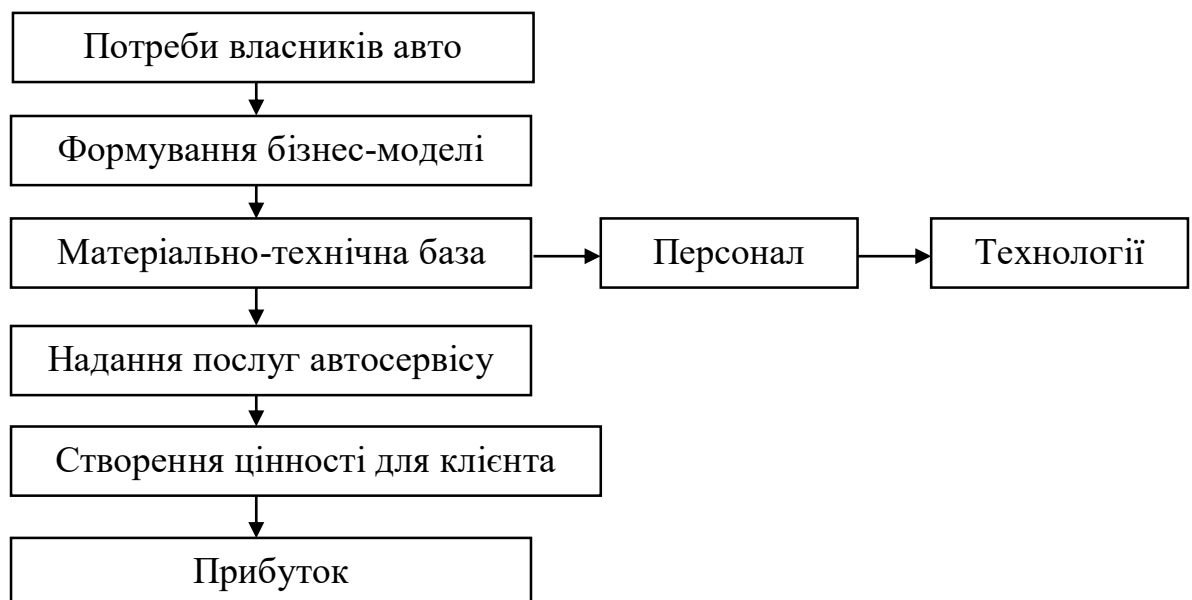 Потреби власників авто
Формування бізнес-моделі
Матеріально-технічна база
Персонал
Технології
Надання послуг автосервісу
Створення цінності для клієнта
Прибуток